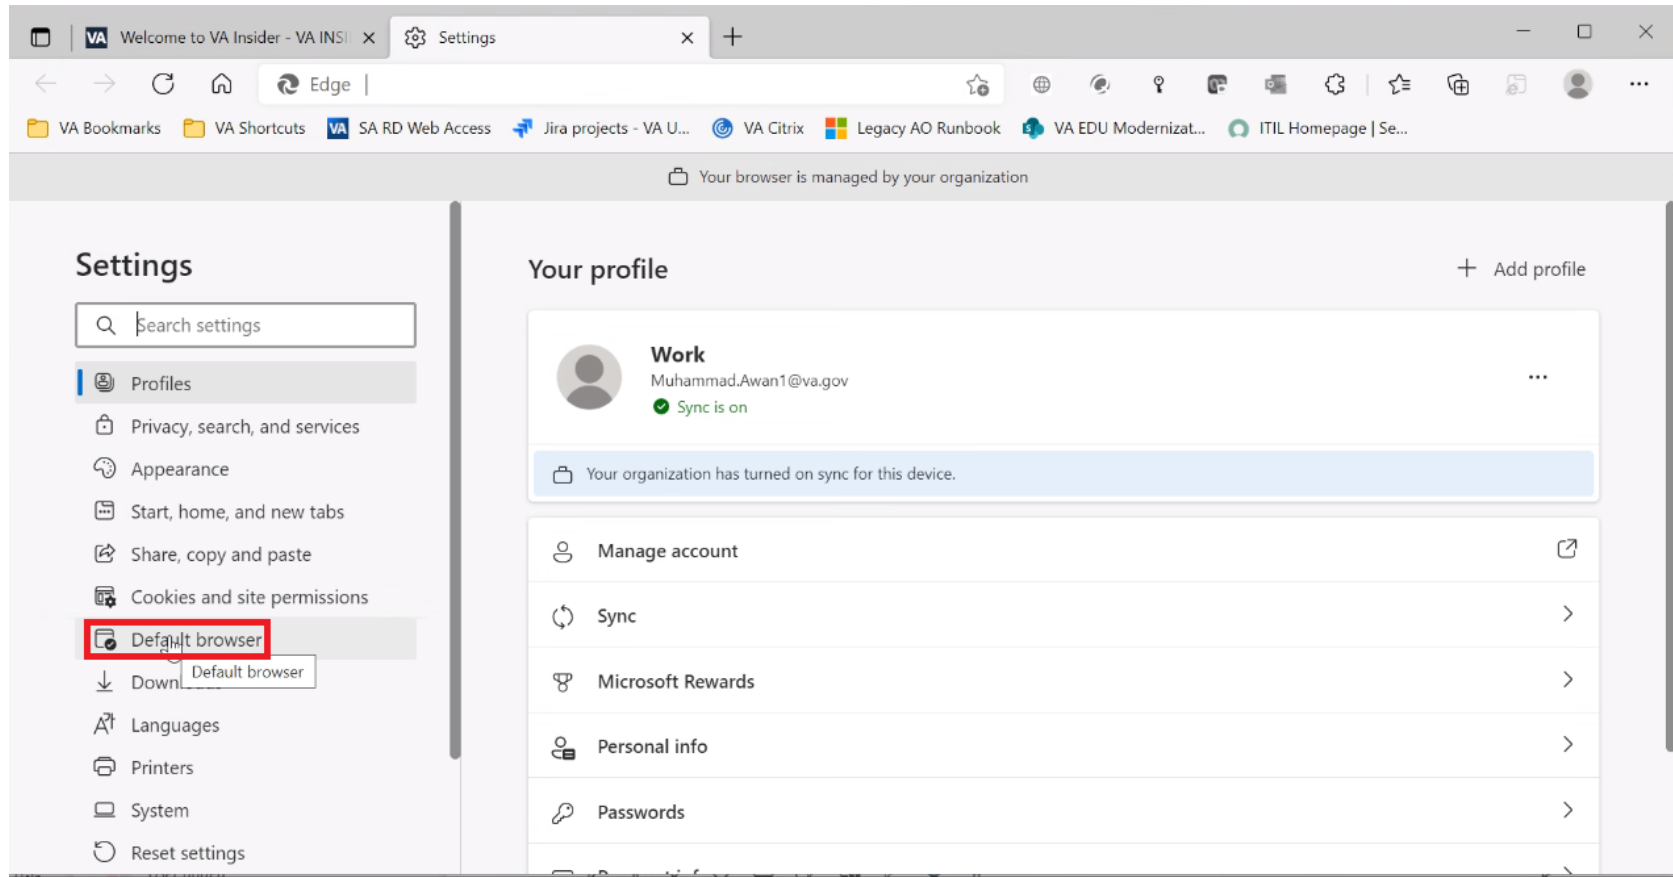 VA Welcome to VA Insider - VA INSI
Settings
Edge
VA Bookmarks VA Shortcuts VA SA RD Web Access Jira projects - VA U... VA Citrix Legacy AO Runbook VA EDU Modernizat... ITIL Homepage | Se...
Your browser is managed by your organization
Settings
Search settings
Profiles
Privacy, search, and services
Appearance
Start, home, and new tabs
Share, copy and paste
Cookies and site permissions
Default browser
Default browser
Languages
Printers
System
Reset settings
Your profile
Add profile
Work
Muhammad.Awan1@va.gov
Sync is on
Your organization has turned on sync for this device.
Manage account
Sync
Microsoft Rewards
Personal info
Passwords